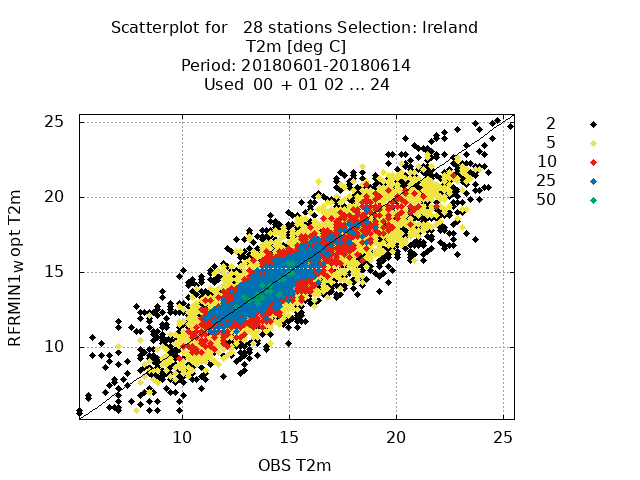 Scatterplot for   28 stations Selection: Ireland
T2m [deg C]
Period: 20180601-20180614
Used  00 + 01 02 ... 24
25
20
15
10
10
15
20
25
RFRMIN1w opt T2m
OBS T2m
2
5
10
25
50